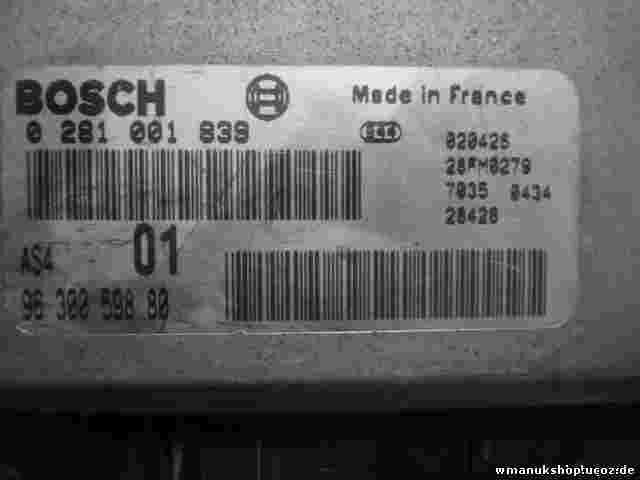 BOSCH
Made in France
0 281 001 839
020426
28FM0279
7035 0434
28428
AS4
01
96 300 598 80
wmanukshop.ucoz.de